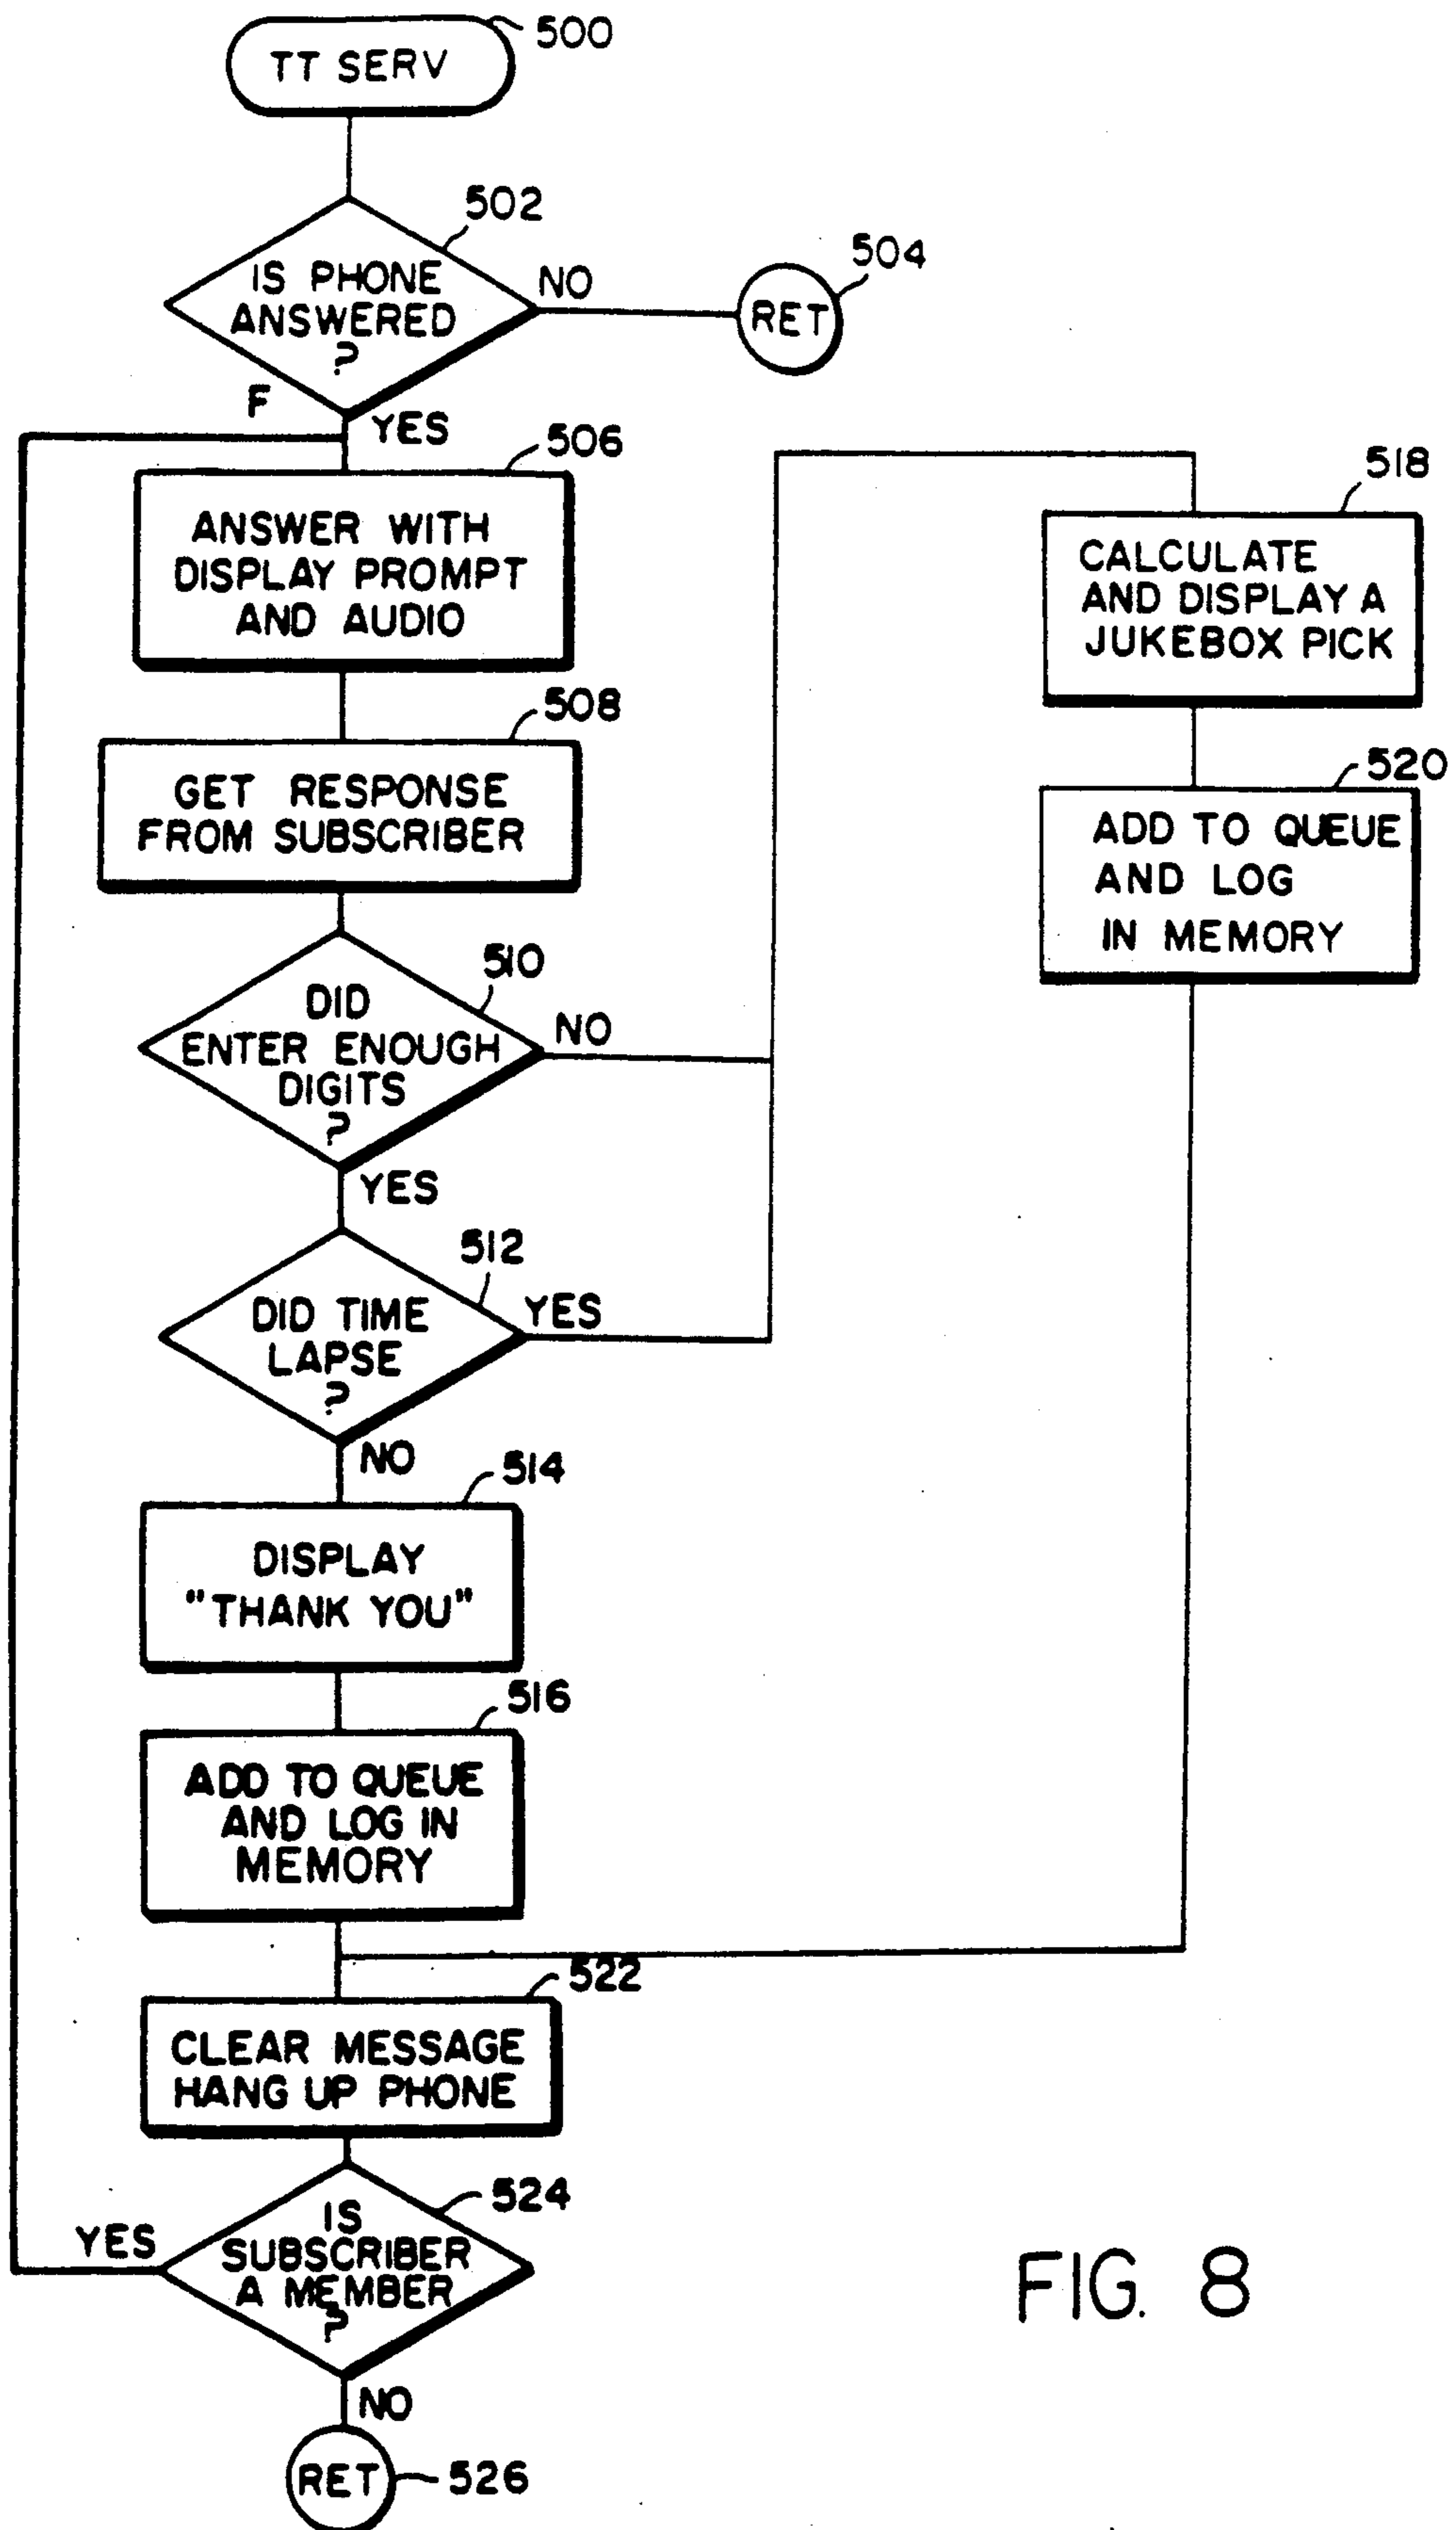 500
TT SERV
502
IS PHONE
ANSWERED
?
NO
504
RET
F
YES
506
ANSWER WITH
DISPLAY PROMPT
AND AUDIO
508
GET RESPONSE
FROM SUBSCRIBER
510
DID
ENTER ENOUGH
DIGITS
?
NO
YES
512
DID TIME
LAPSE
?
YES
NO
514
DISPLAY
"THANK YOU"
516
ADD TO QUEUE
AND LOG IN
MEMORY
518
CALCULATE
AND DISPLAY A
JUKEBOX PICK
520
ADD TO QUEUE
AND LOG
IN MEMORY
522
CLEAR MESSAGE
HANG UP PHONE
524
IS
SUBSCRIBER
A MEMBER
?
YES
NO
RET
526
FIG. 8